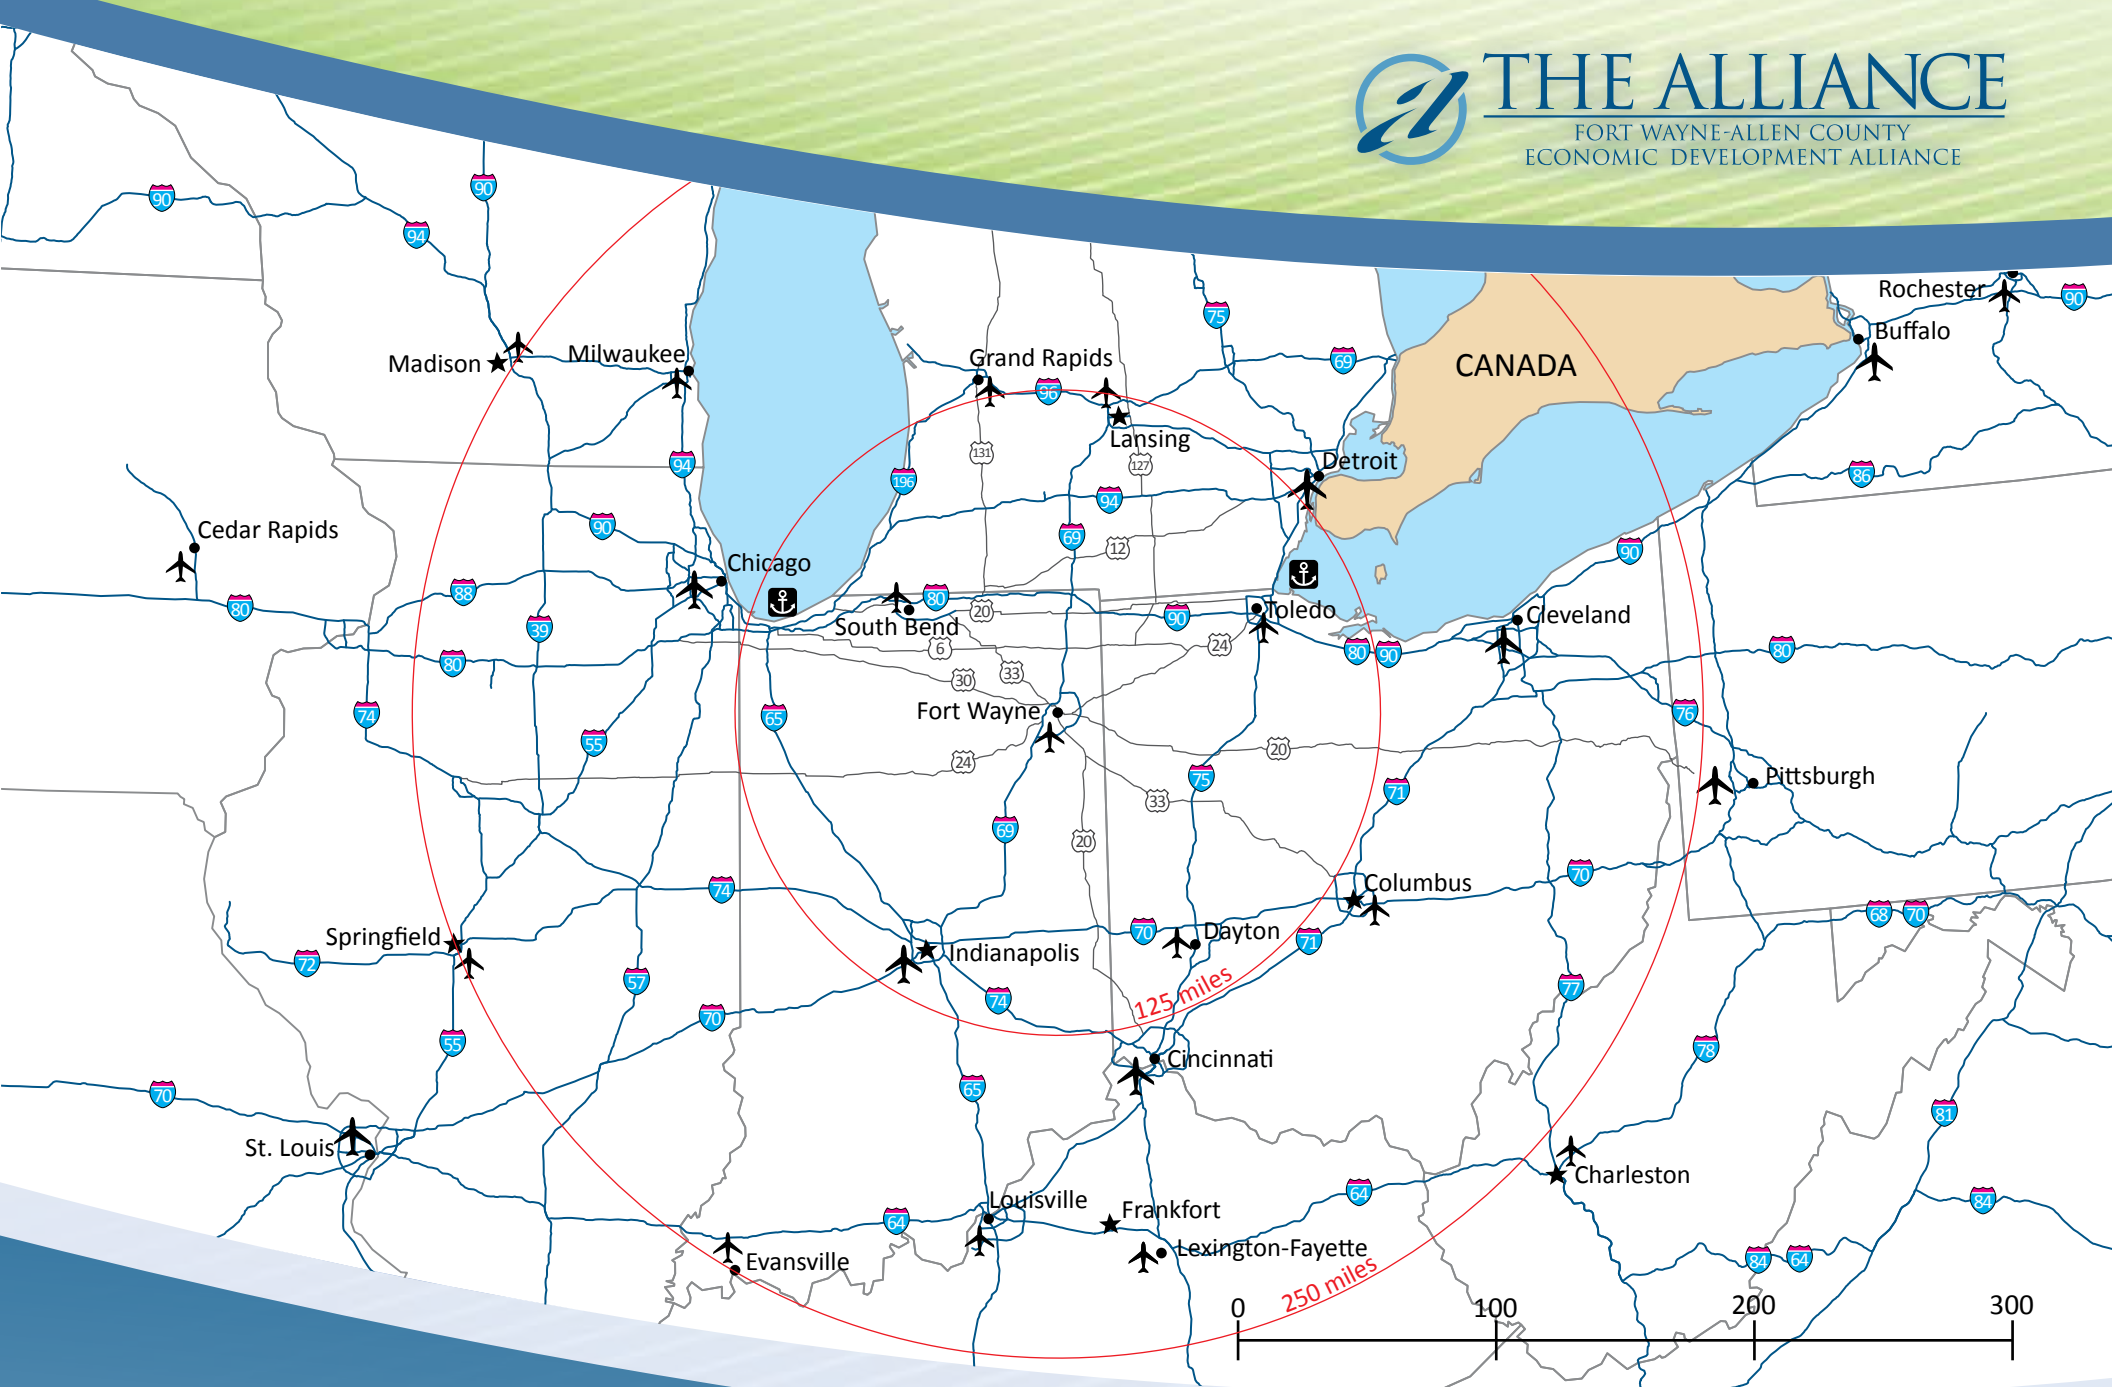 THE ALLIANCE
FORT WAYNE-ALLEN COUNTY
ECONOMIC DEVELOPMENT ALLIANCE
90
90
94
Rochester
90
75
Buffalo
Madison
Milwaukee
Grand Rapids
69
CANADA
96
Lansing
131
127
Detroit
94
196
86
94
Cedar Rapids
90
69
12
90
Chicago
88
80
80
20
90
Toledo
Cleveland
39
South Bend
6
24
80
90
80
80
30
33
74
65
Fort Wayne
76
55
24
20
75
Pittsburgh
71
33
69
20
70
Columbus
74
68
70
Springfield
70
Dayton
71
Indianapolis
72
57
125 miles
77
74
70
55
78
Cincinnati
65
70
81
St. Louis
Charleston
64
84
Louisville
Frankfort
64
Lexington-Fayette
Evansville
84
64
250 miles
0
100
200
300